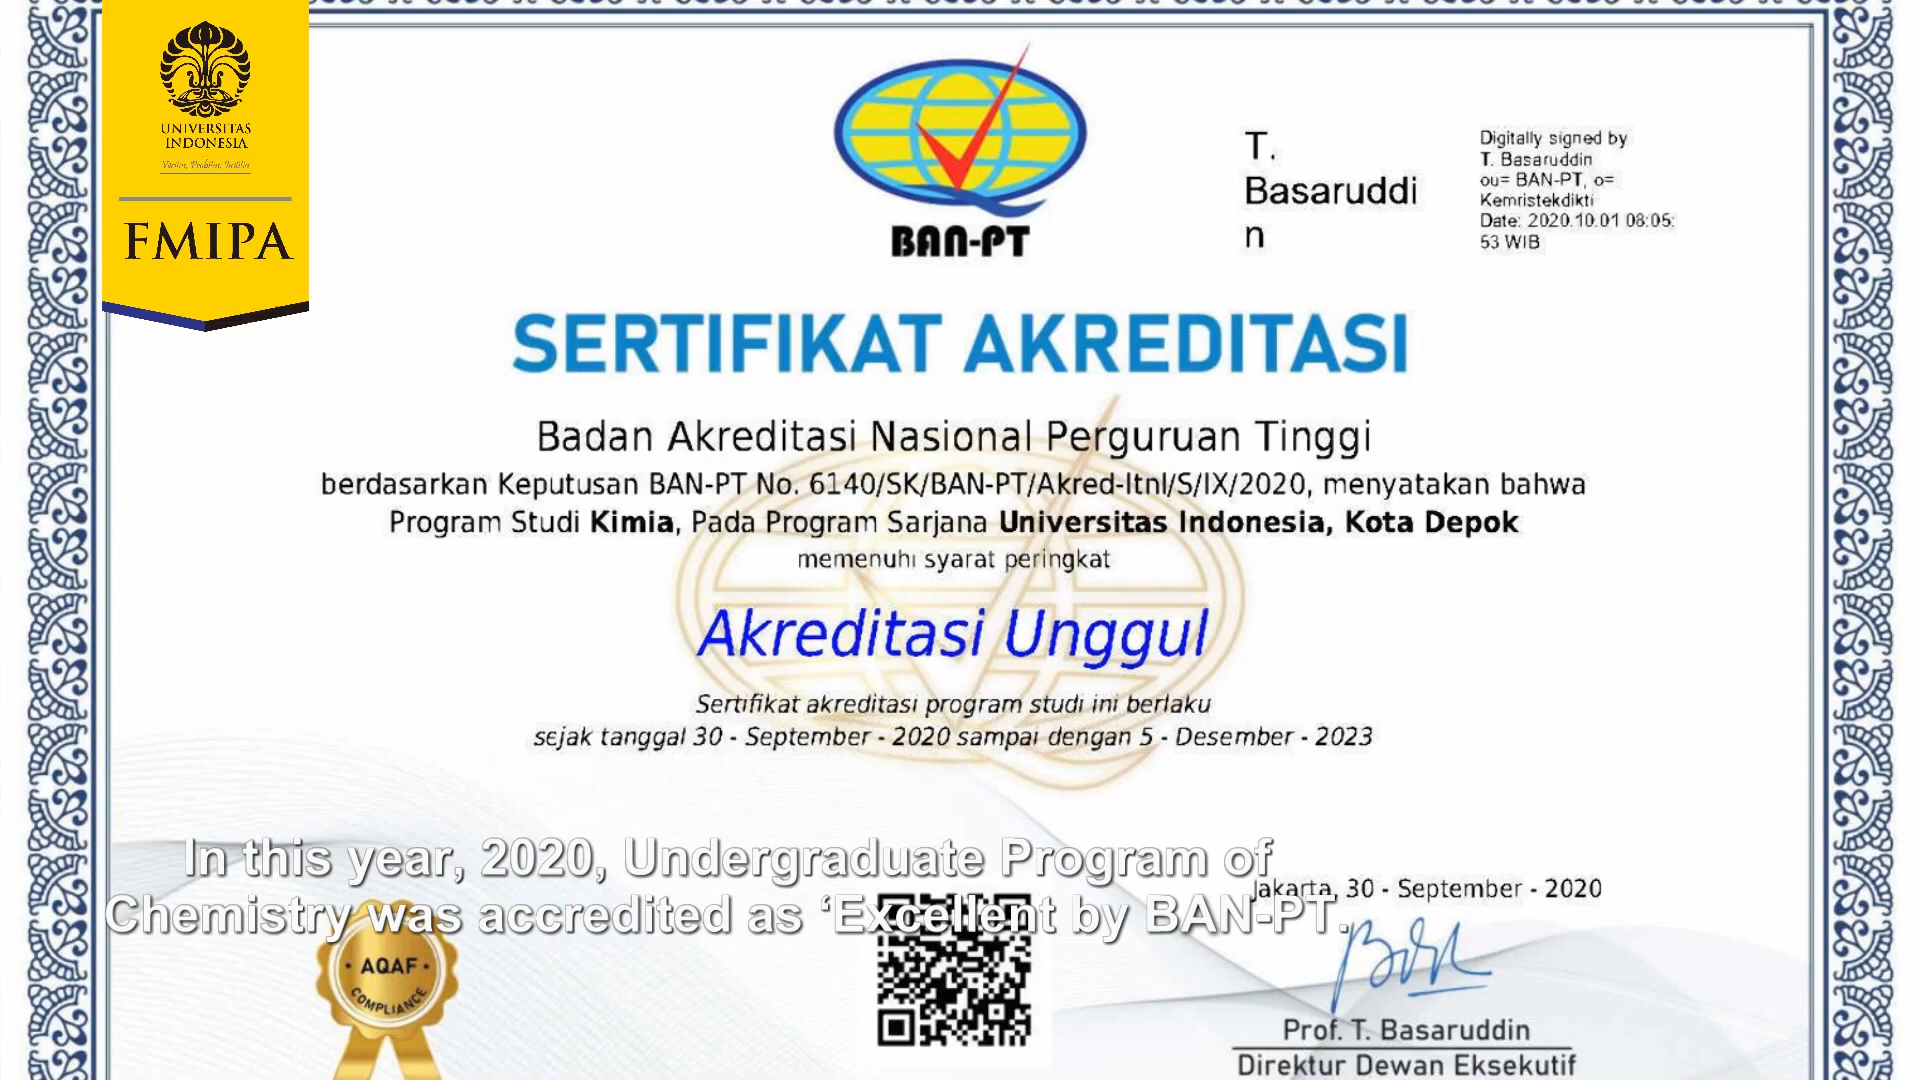 UNIVERSITAS
INDONESIA
Veritas, Probitas, Iustitia
FMIPA
BAN-PT
T.
Basaruddi
n
Digitally signed by
T. Basaruddin
ou= BAN-PT, o=
Kemristekdikti
Date: 2020.10.01 08:05:
53 WIB
SERTIFIKAT AKREDITASI
Badan Akreditasi Nasional Perguruan Tinggi
berdasarkan Keputusan BAN-PT No. 6140/SK/BAN-PT/Akred-Itnl/S/IX/2020, menyatakan bahwa
Program Studi Kimia, Pada Program Sarjana Universitas Indonesia, Kota Depok
memenuhi syarat peringkat
Akreditasi Unggul
Sertifikat akreditasi program studi ini berlaku
sejak tanggal 30 - September - 2020 sampai dengan 5 - Desember - 2023
In this year, 2020, Undergraduate Program of
Chemistry was accredited as ‘Excellent by BAN-PT.
Jakarta, 30 - September - 2020
AQAF
COMPLIANCE
Prof. T. Basaruddin
Direktur Dewan Eksekutif